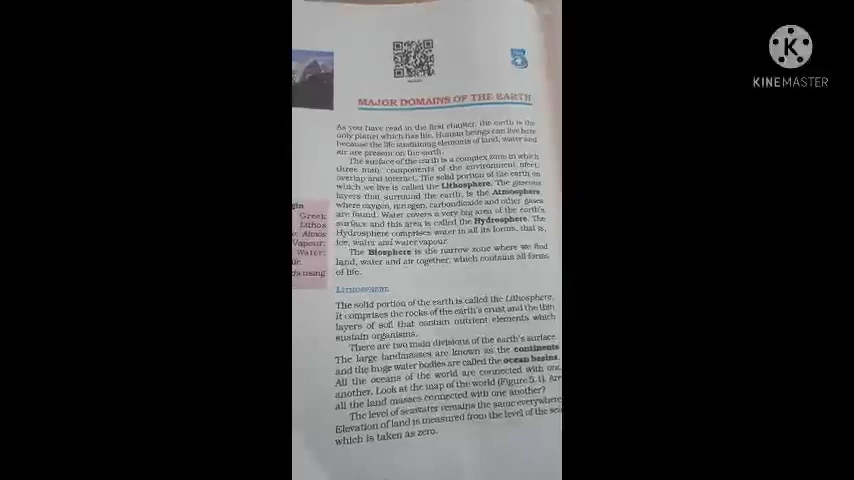 K
KINEMASTER
5
MAJOR DOMAINS OF THE EARTH
As you have read in the first chapter, the earth is the
only planet which has life. Human beings can live here
because the life sustaining elements of land, water and
air are present on the earth.
The surface of the earth is a complex zone in which
three main components of the environment meet,
overlap and interact. The solid portion of the earth on
which we live is called the Lithosphere. The gaseous
layers that surround the earth, is the Atmosphere,
where oxygen, nitrogen, carbondioxide and other gases
are found. Water covers a very big area of the earth's
surface and this area is called the Hydrosphere. The
Hydrosphere comprises water in all its forms, that is,
ice, water and water vapour.
The Biosphere is the narrow zone where we find
land, water and air together, which contains all forms
of life.
gin
Greek
Lithos
Atmos
Vapour;
Water;
life.
using
LITHOSPHERE
The solid portion of the earth is called the Lithosphere.
It comprises the rocks of the earth's crust and the thin
layers of soil that contain nutrient elements which
sustain organisms.
There are two main divisions of the earth's surface.
The large landmasses are known as the continents
and the huge water bodies are called the ocean basins.
All the oceans of the world are connected with one
another. Look at the map of the world (Figure 5.1). Are
all the land masses connected with one another?
The level of seawater remains the same everywhere.
Elevation of land is measured from the level of the sea
which is taken as zero.